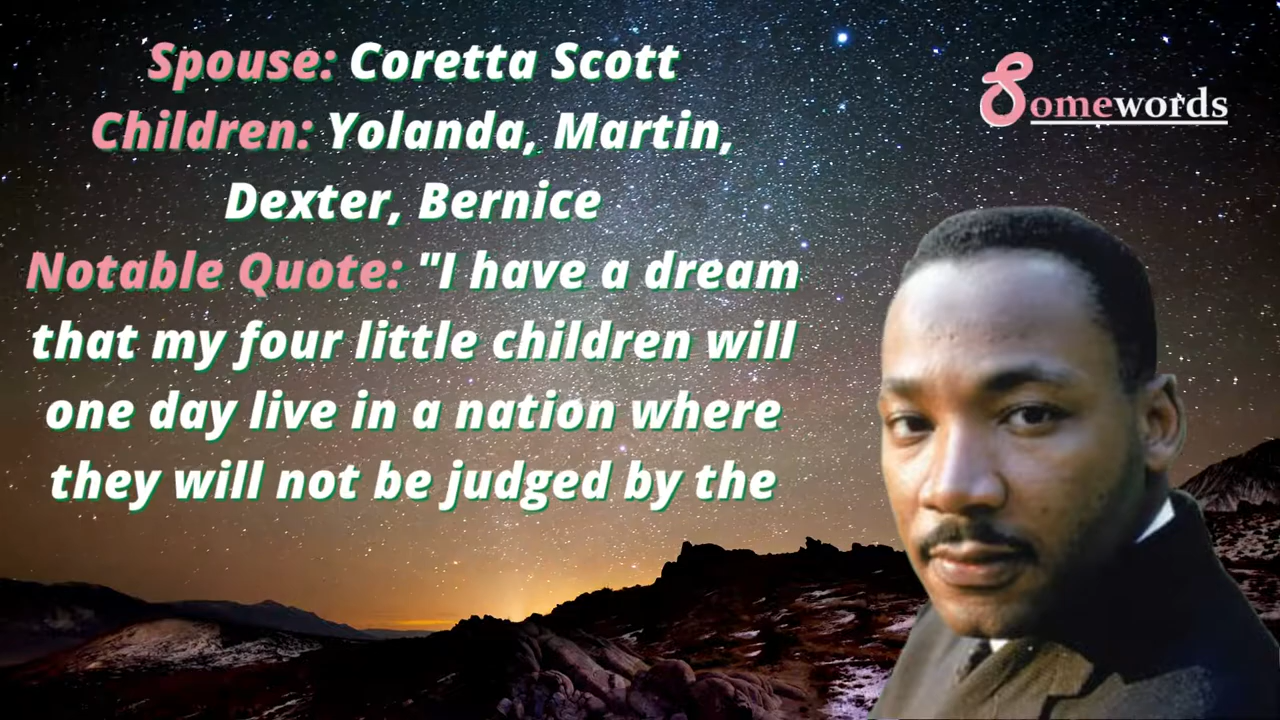 Spouse: Coretta Scott
Children: Yolanda, Martin,
Dexter, Bernice
Notable Quote: "I have a dream
that my four little children will
one day live in a nation where
they will not be judged by the
Somewords